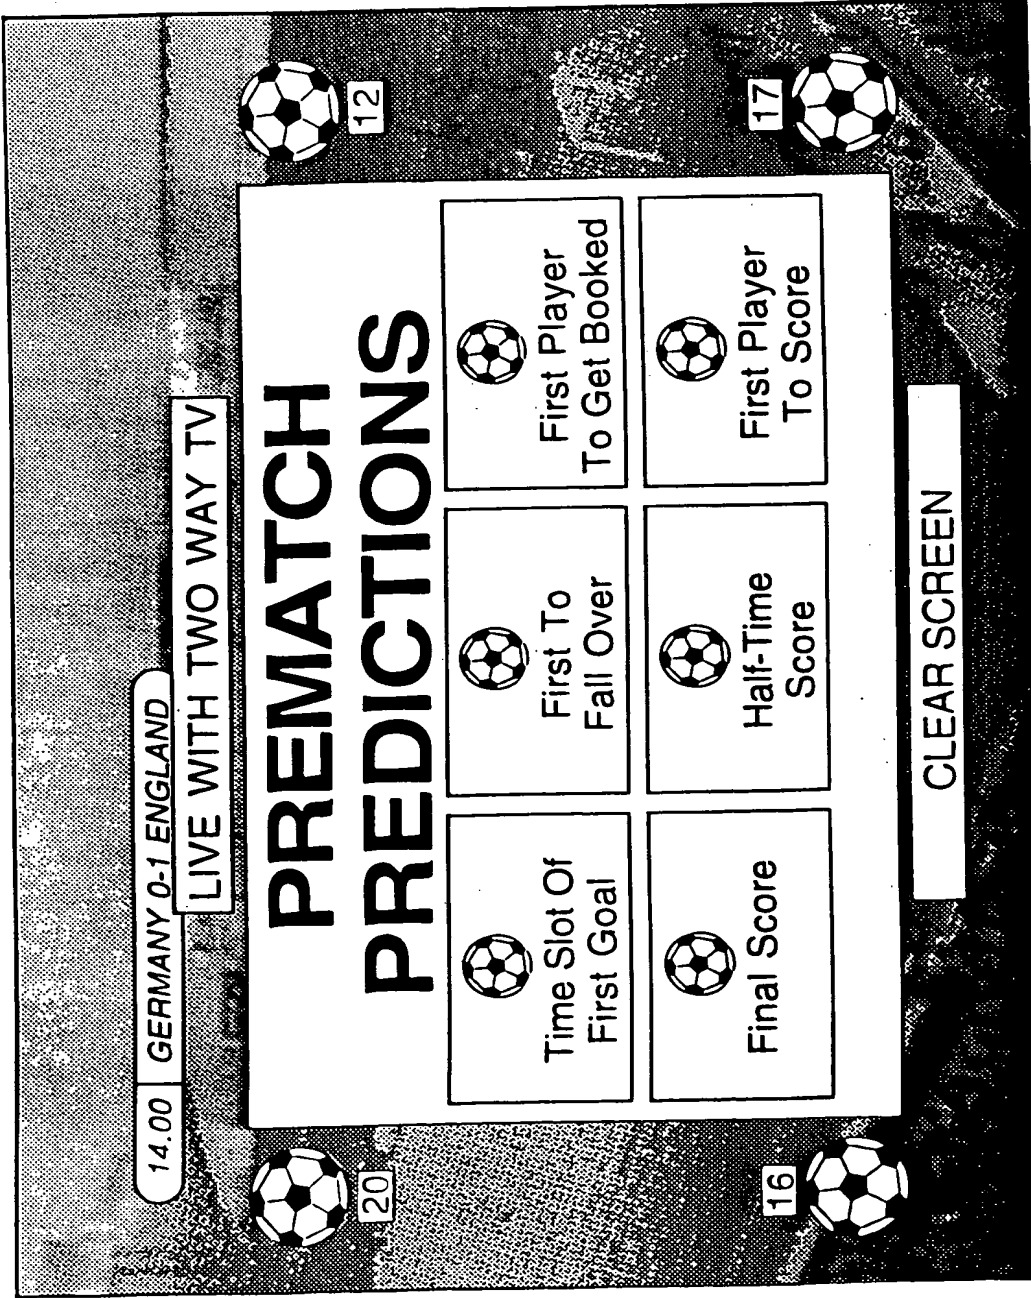 14.00 GERMANY 0-1 ENGLAND
LIVE WITH TWO WAY TV
PREMATCH
PREDICTIONS
20
12
Time Slot Of
First Goal
First To
Fall Over
First Player
To Get Booked
Final Score
Half-Time
Score
First Player
To Score
16
17
CLEAR SCREEN